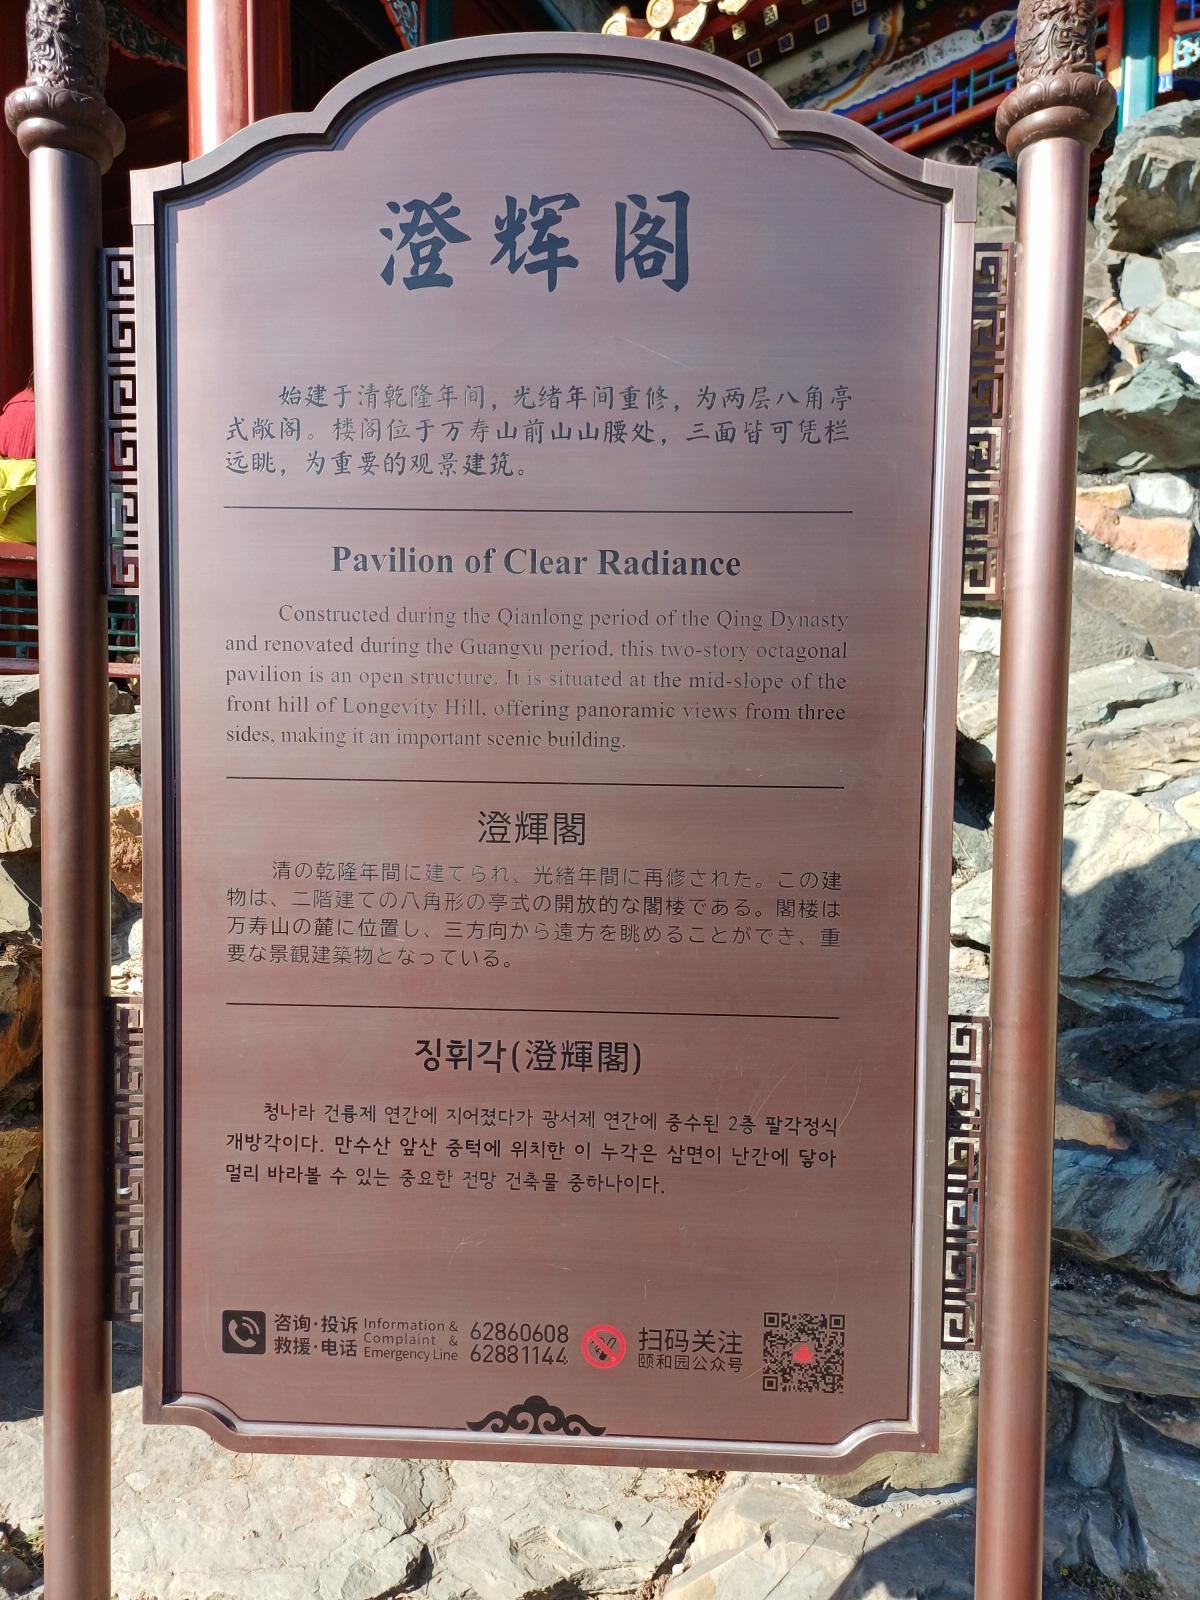 澄辉阁
始建于清乾隆年间，光绪年间重修，为两层八角亭
式敞阁。楼阁位于万寿山前山山腰处，三面皆可凭栏
远眺，为重要的观景建筑。
Pavilion of Clear Radiance
Constructed during the Qianlong period of the Qing Dynasty
and renovated during the Guangxu period, this two-story octagonal
pavilion is an open structure. It is situated at the mid-slope of the
front hill of Longevity Hill, offering panoramic views from three
sides, making it an important scenic building.
澄輝閣
清の乾隆年間に建てられ、光緒年間に再修された。この建
物は、二階建ての八角形の亭式の開放的な閣楼である。閣楼は
万寿山の麓に位置し、三方向から遠方を眺めることができ、重
要な景観建築物となっている。
징휘각(澄輝閣)
청나라 건륭제 연간에 지어졌다가 광서제 연간에 중수된 2층 팔각정식
개방각이다. 만수산 앞산 중턱에 위치한 이 누각은 삼면이 난간에 닿아
멀리 바라볼 수 있는 중요한 전망 건축물 중하나이다.
咨询·投诉 Information & 62860608
救援·电话 Complaint & Emergency Line 62881144
扫码关注
颐和园公众号